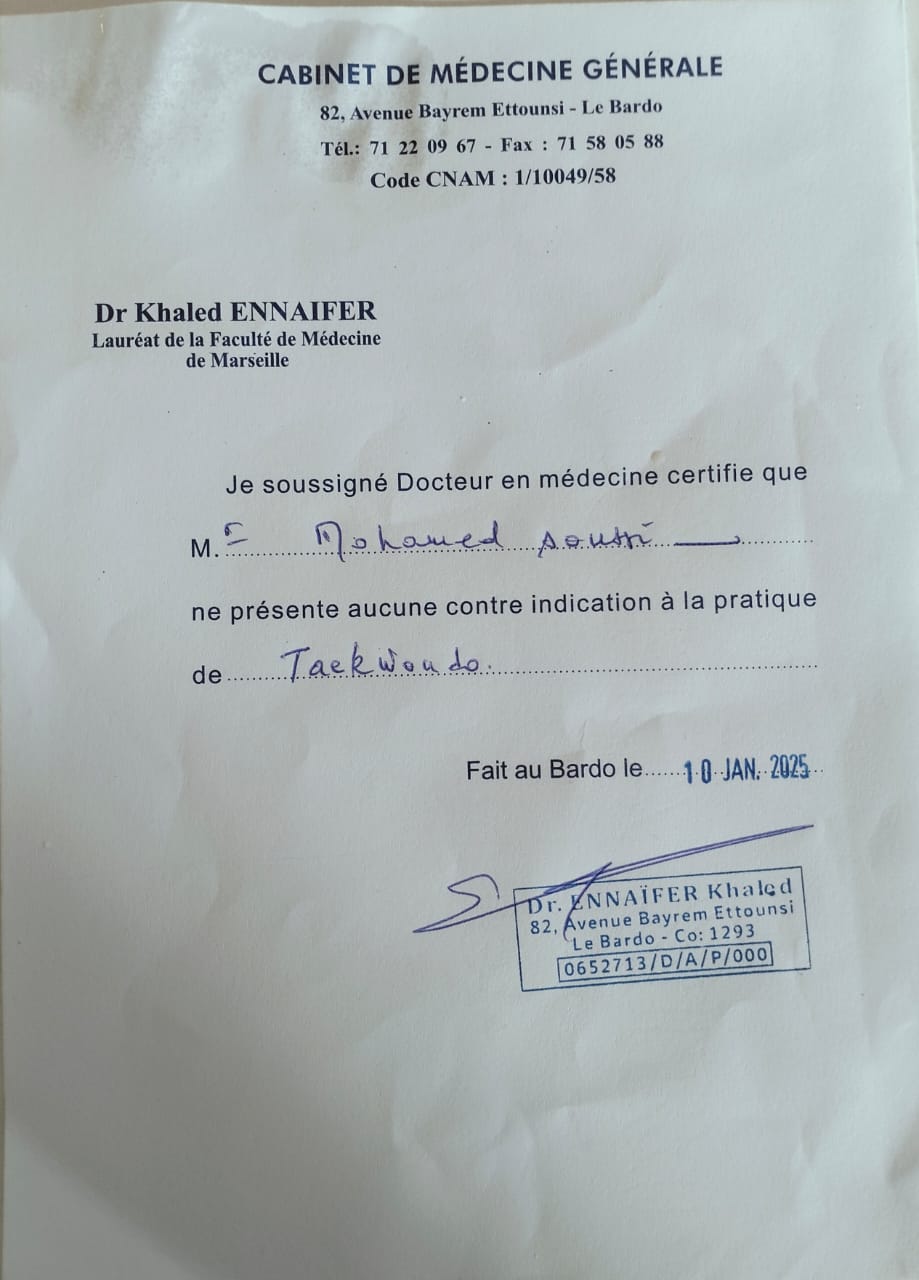 CABINET DE MÉDECINE GÉNÉRALE
82, Avenue Bayrem Ettounsi - Le Bardo
Tél.: 71 22 09 67 - Fax : 71 58 05 88
Code CNAM : 1/10049/58
Dr Khaled ENNAIFER
Lauréat de la Faculté de Médecine
de Marseille
Je soussigné Docteur en médecine certifie que
M. Mohamed
ne présente aucune contre indication à la pratique
de Taekwondo.
Fait au Bardo le 10 JAN. 2025
Dr. ENNAÏFER Khaled
82, Avenue Bayrem Ettounsi
Le Bardo - Co: 1293
0652713/D/A/P/000